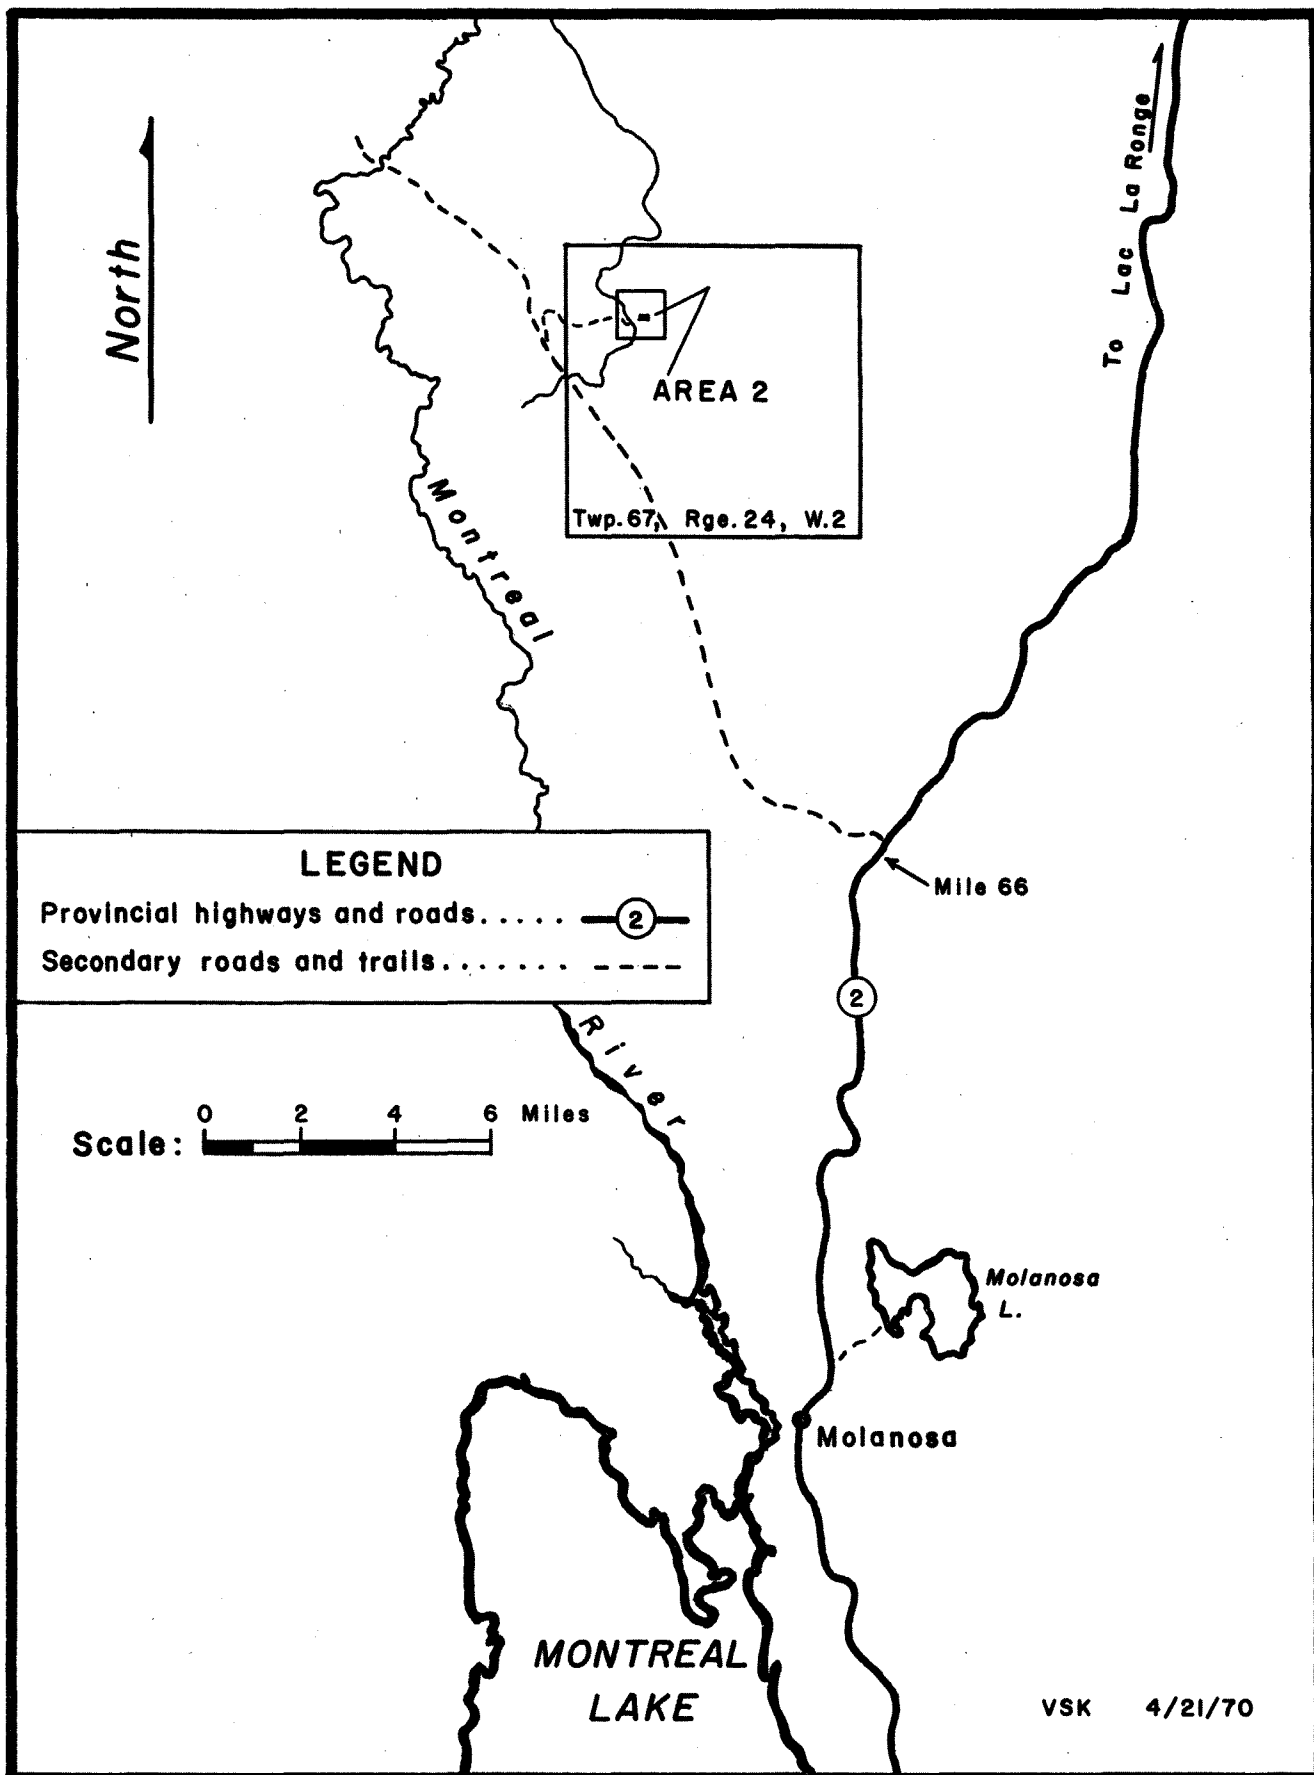 North
To Lac La Ronge
AREA 2
Twp. 67, Rge. 24, W. 2
Montreal
Mile 66
LEGEND
Provincial highways and roads..... 2
Secondary roads and trails.......
2
River
0 2 4 6 Miles
Scale:
Molanosa
L.
Molanosa
MONTREAL
LAKE
VSK 4/21/70